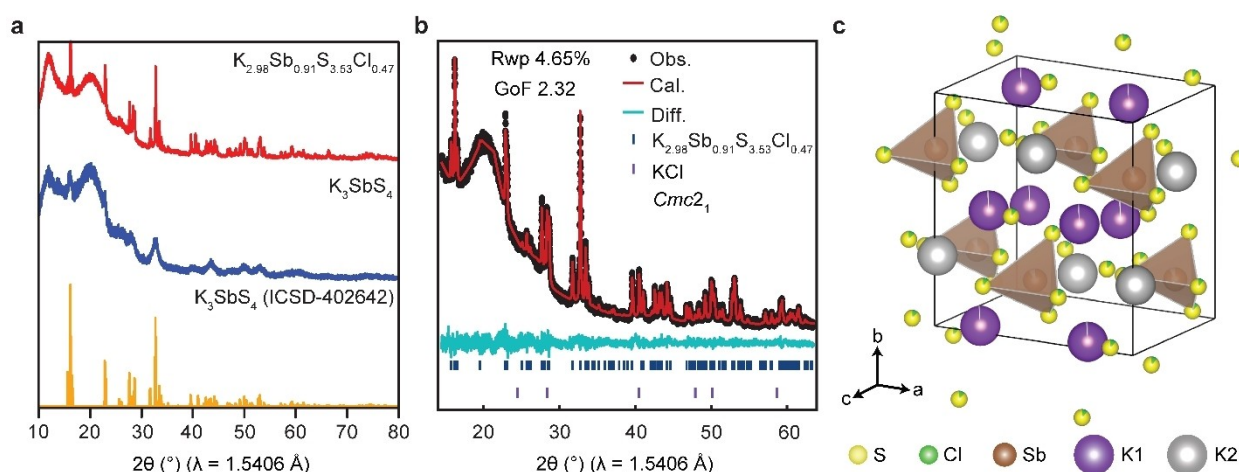 a
K₂.₉₈Sb₀.₉₁S₃.₅₃Cl₀.₄₇
K₃SbS₄
K₃SbS₄ (ICSD-402642)
10 20 30 40 50 60 70 80
2θ (°) (λ = 1.5406 Å)
b
Rwp 4.65%
GoF 2.32
Obs.
Cal.
Diff.
K₂.₉₈Sb₀.₉₁S₃.₅₃Cl₀.₄₇
KCl
Cmc2₁
20 30 40 50 60
2θ (°) (λ = 1.5406 Å)
c
b
c
a
S Cl Sb K1 K2